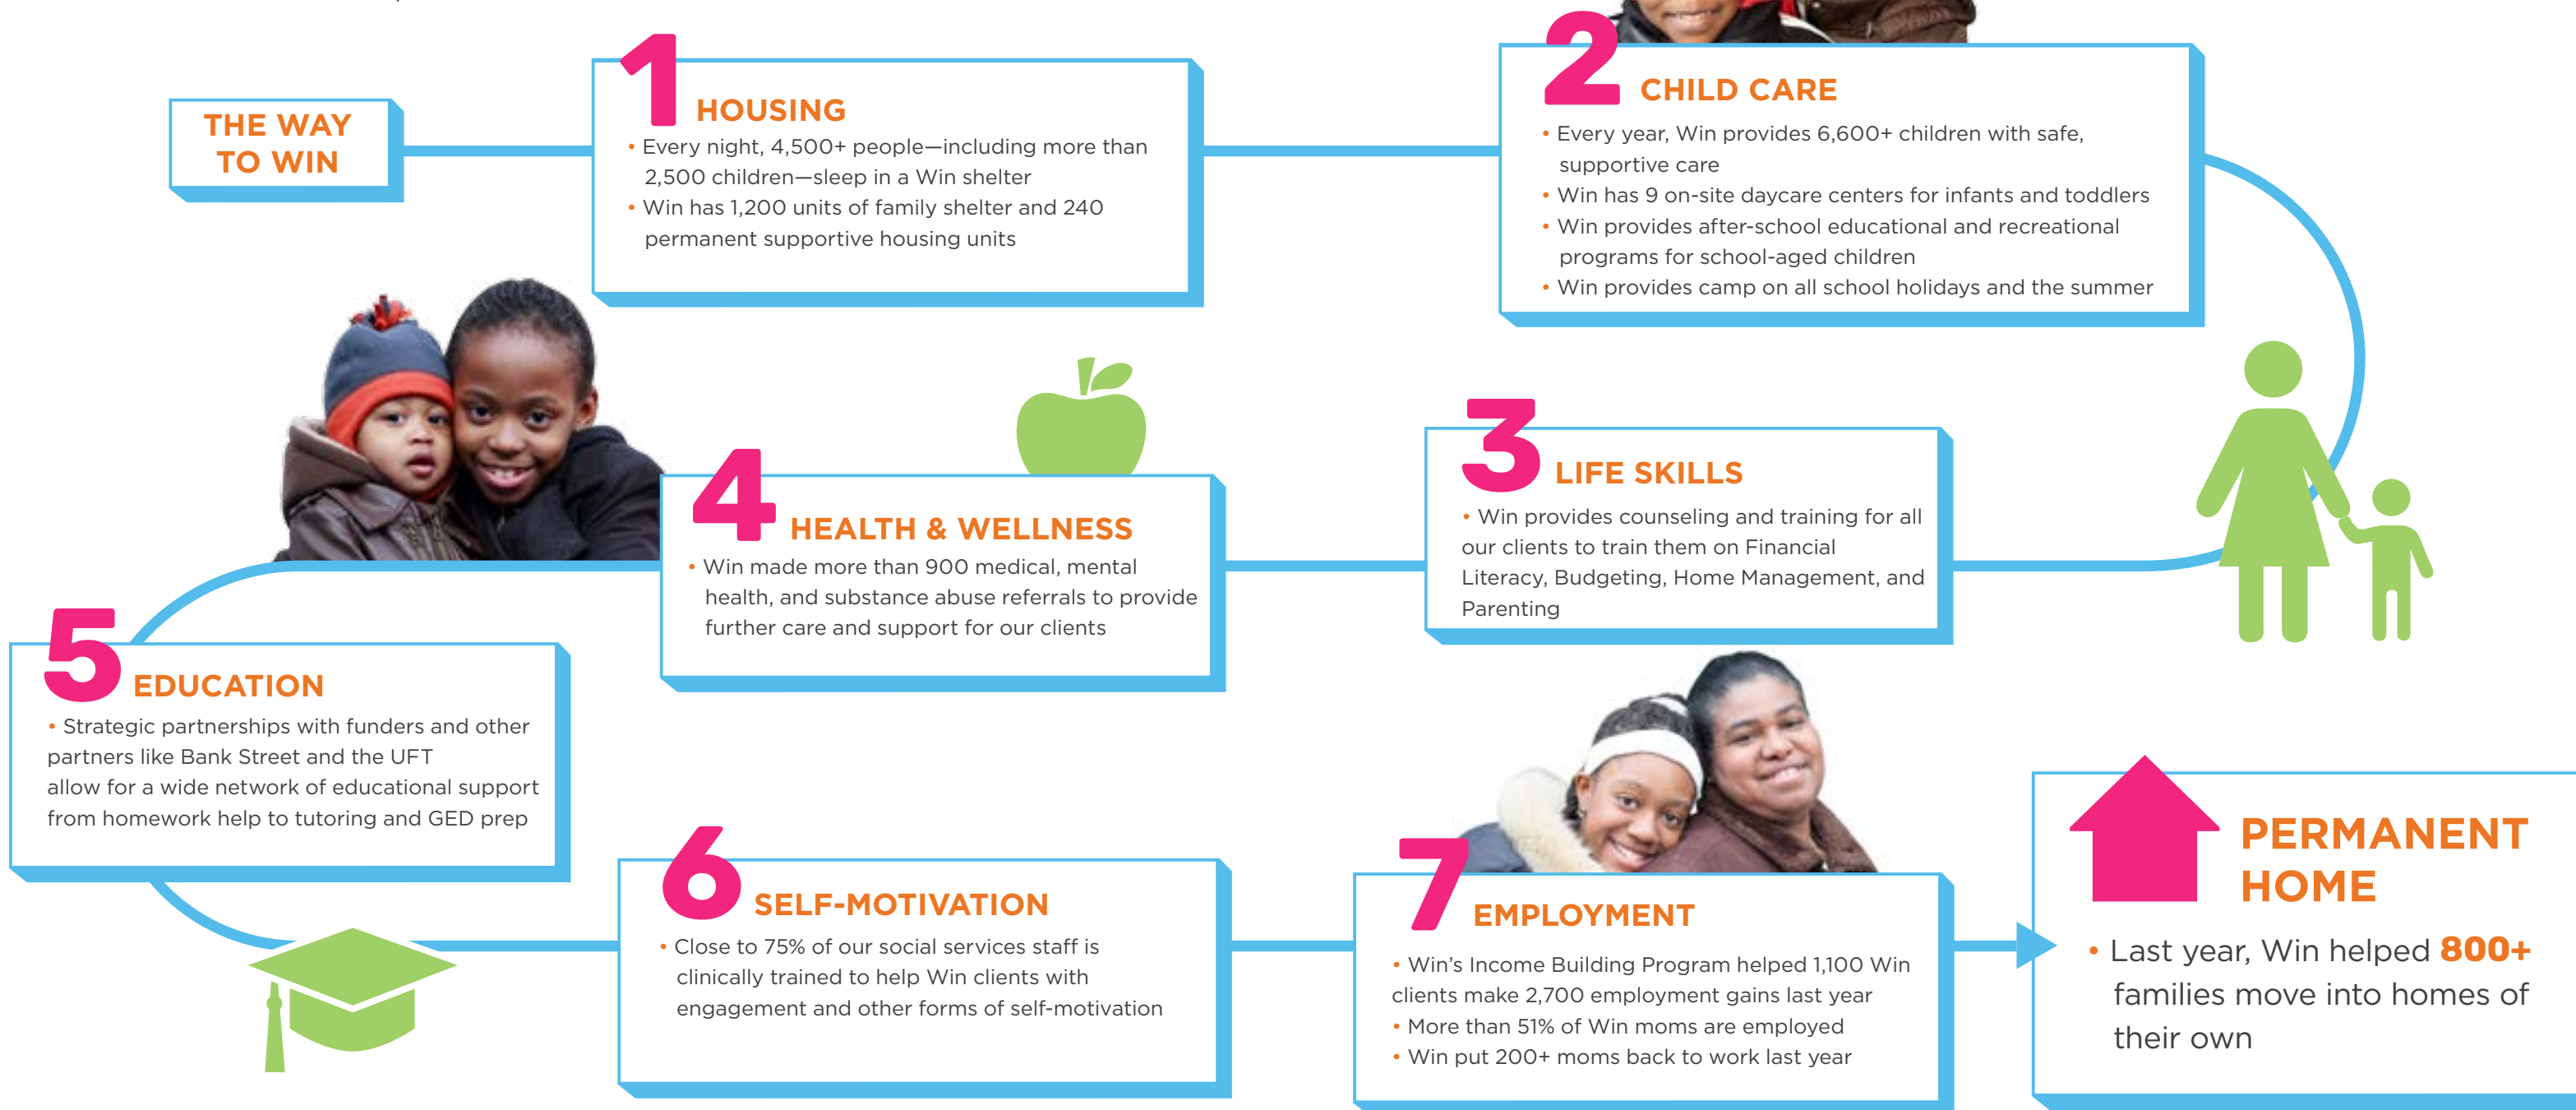 THE WAY
TO WIN
1
HOUSING
• Every night, 4,500+ people—including more than
2,500 children—sleep in a Win shelter
• Win has 1,200 units of family shelter and 240
permanent supportive housing units
2
CHILD CARE
• Every year, Win provides 6,600+ children with safe,
supportive care
• Win has 9 on-site daycare centers for infants and toddlers
• Win provides after-school educational and recreational
programs for school-aged children
• Win provides camp on all school holidays and the summer
3
LIFE SKILLS
• Win provides counseling and training for all
our clients to train them on Financial
Literacy, Budgeting, Home Management, and
Parenting
4
HEALTH & WELLNESS
• Win made more than 900 medical, mental
health, and substance abuse referrals to provide
further care and support for our clients
5
EDUCATION
• Strategic partnerships with funders and other
partners like Bank Street and the UFT
allow for a wide network of educational support
from homework help to tutoring and GED prep
6
SELF-MOTIVATION
• Close to 75% of our social services staff is
clinically trained to help Win clients with
engagement and other forms of self-motivation
7
EMPLOYMENT
• Win’s Income Building Program helped 1,100 Win
clients make 2,700 employment gains last year
• More than 51% of Win moms are employed
• Win put 200+ moms back to work last year
PERMANENT
HOME
• Last year, Win helped 800+
families move into homes of
their own